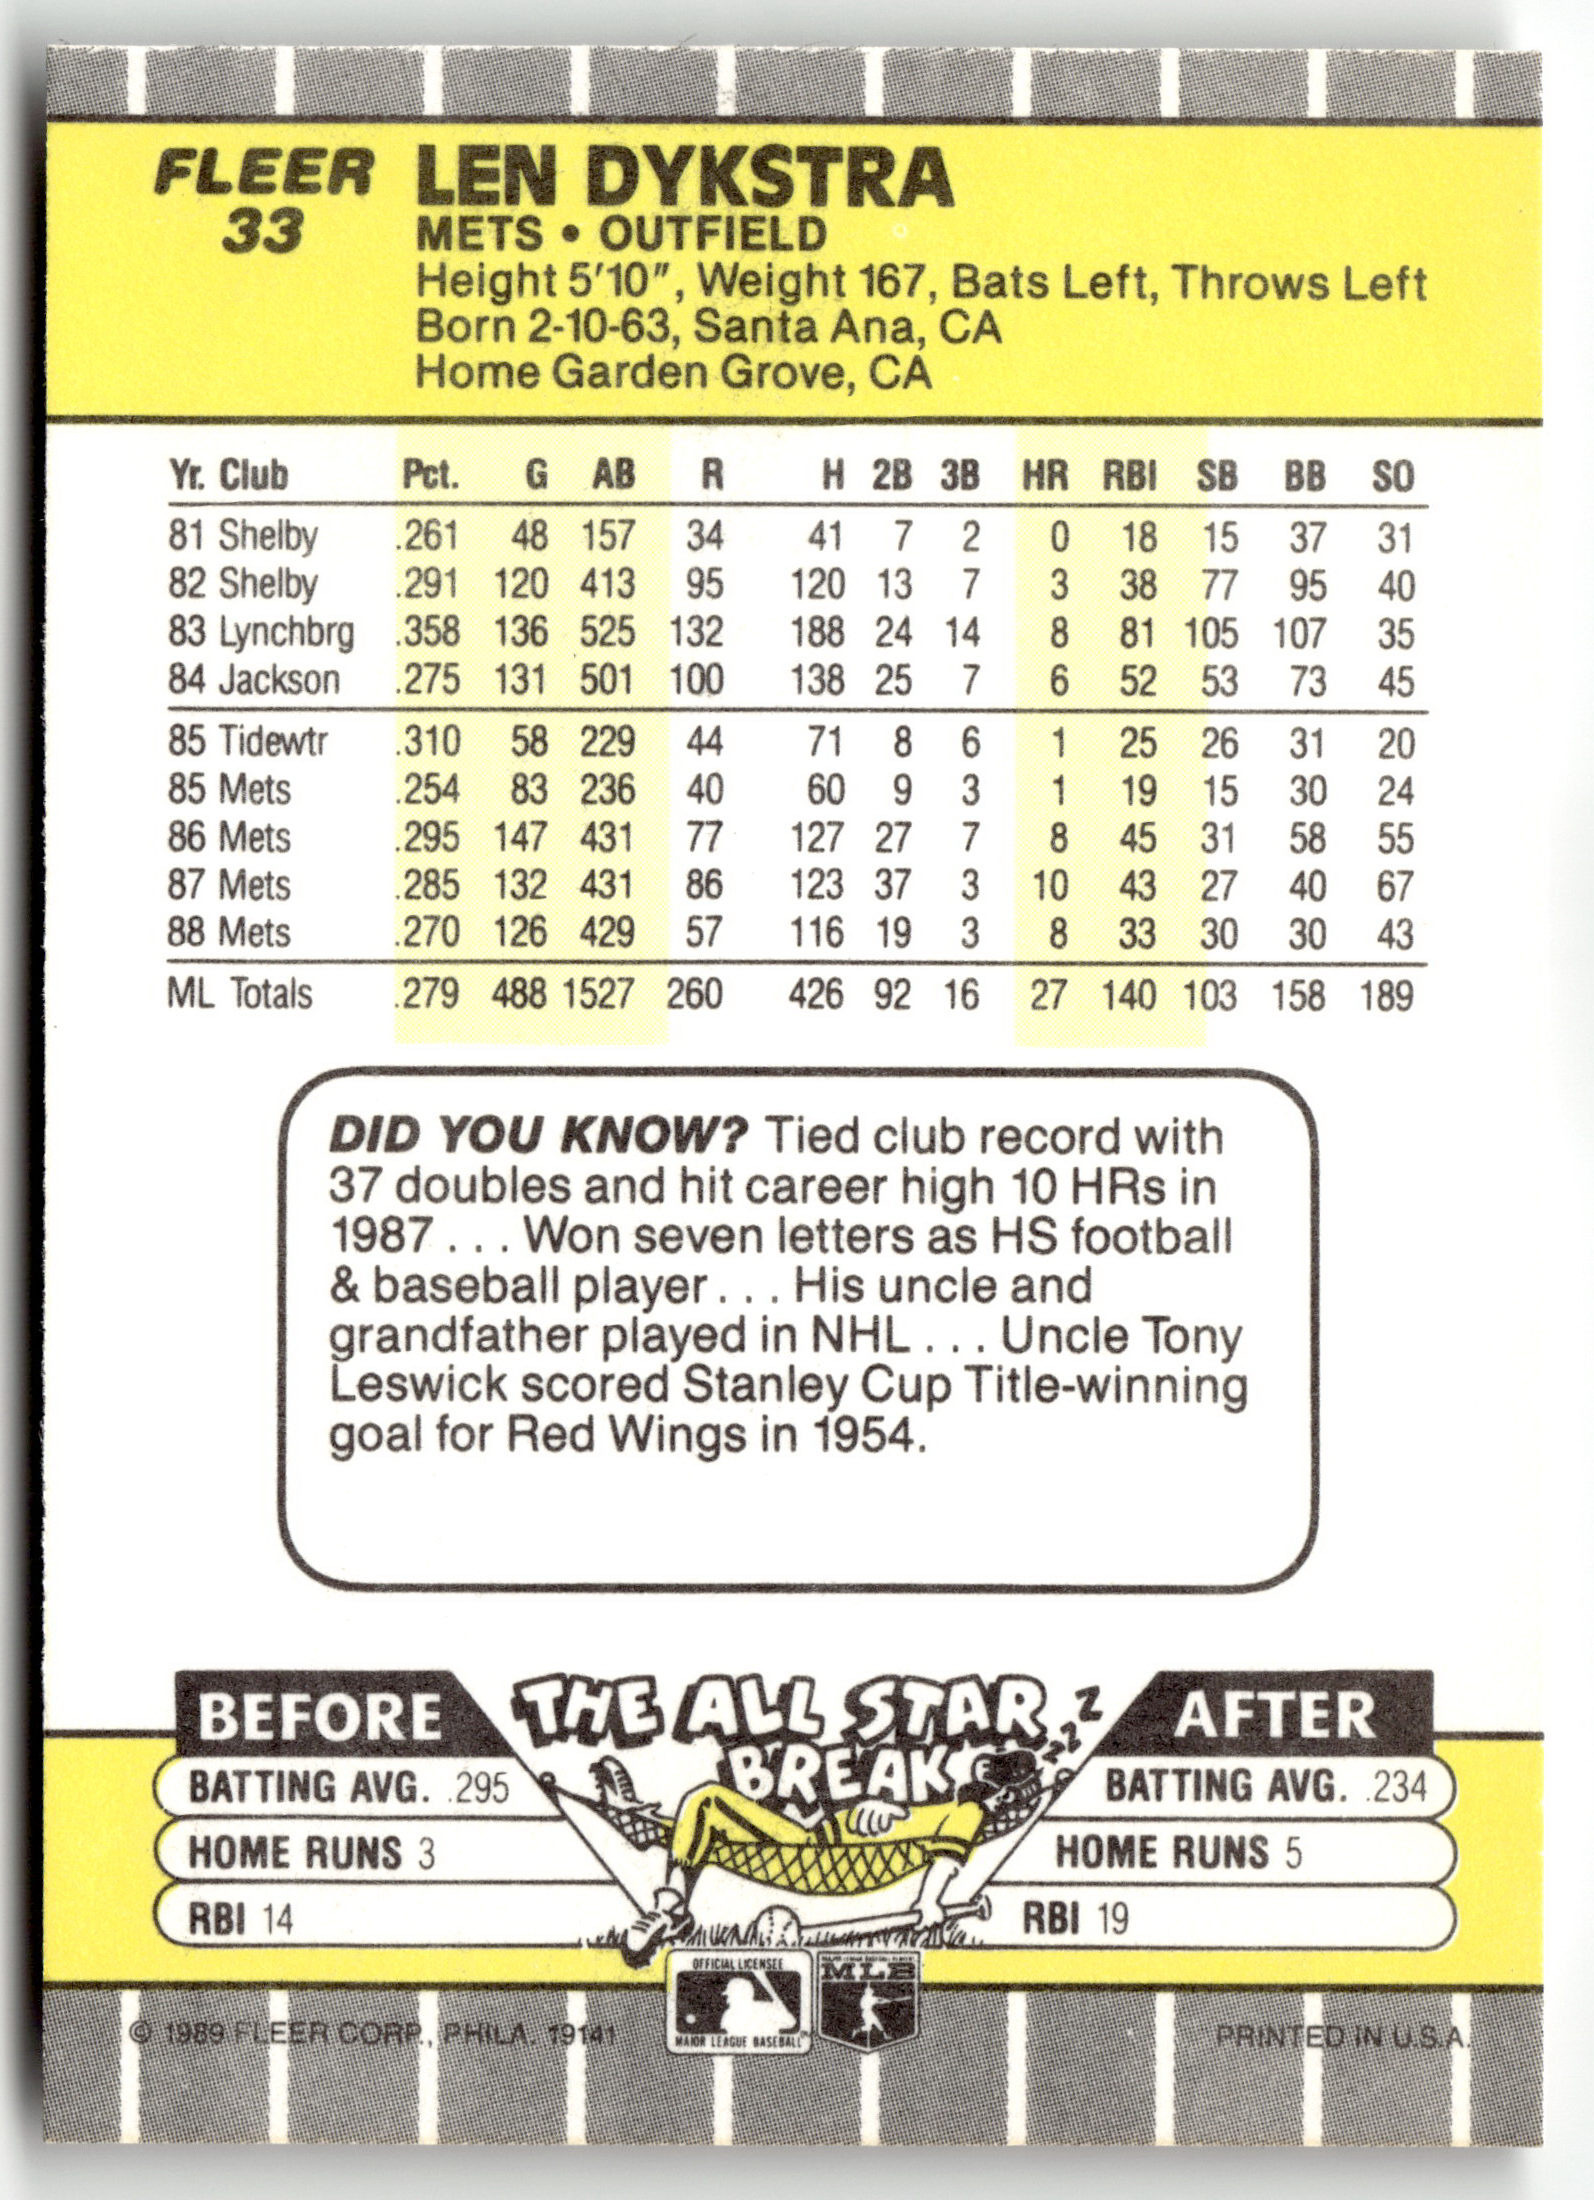 FLEER LEN DYKSTRA
33 METS • OUTFIELD
Height 5'10", Weight 167, Bats Left, Throws Left
Born 2-10-63, Santa Ana, CA
Home Garden Grove, CA
Yr. Club Pct. G AB R H 2B 3B HR RBI SB BB SO
81 Shelby .261 48 157 34 41 7 2 0 18 15 37 31
82 Shelby .291 120 413 95 120 13 7 3 38 77 95 40
83 Lynchbrg .358 136 525 132 188 24 14 8 81 105 107 35
84 Jackson .275 131 501 100 138 25 7 6 52 53 73 45
85 Tidewtr .310 58 229 44 71 8 6 1 25 26 31 20
85 Mets .254 83 236 40 60 9 3 1 19 15 30 24
86 Mets .295 147 431 77 127 27 7 8 45 31 58 55
87 Mets .285 132 431 86 123 37 3 10 43 27 40 67
88 Mets .270 126 429 57 116 19 3 8 33 30 30 43
ML Totals .279 488 1527 260 426 92 16 27 140 103 158 189
DID YOU KNOW? Tied club record with
37 doubles and hit career high 10 HRs in
1987 . . . Won seven letters as HS football
& baseball player . . . His uncle and
grandfather played in NHL . . . Uncle Tony
Leswick scored Stanley Cup Title-winning
goal for Red Wings in 1954.
BEFORE THE ALL STAR BREAK ZZZZ AFTER
BATTING AVG. .295 BATTING AVG. .234
HOME RUNS 3 HOME RUNS 5
RBI 14 RBI 19
OFFICIAL LICENSEE
MLB
MAJOR LEAGUE BASEBALL
© 1989 FLEER CORP., PHILA. 19141 PRINTED IN U.S.A.